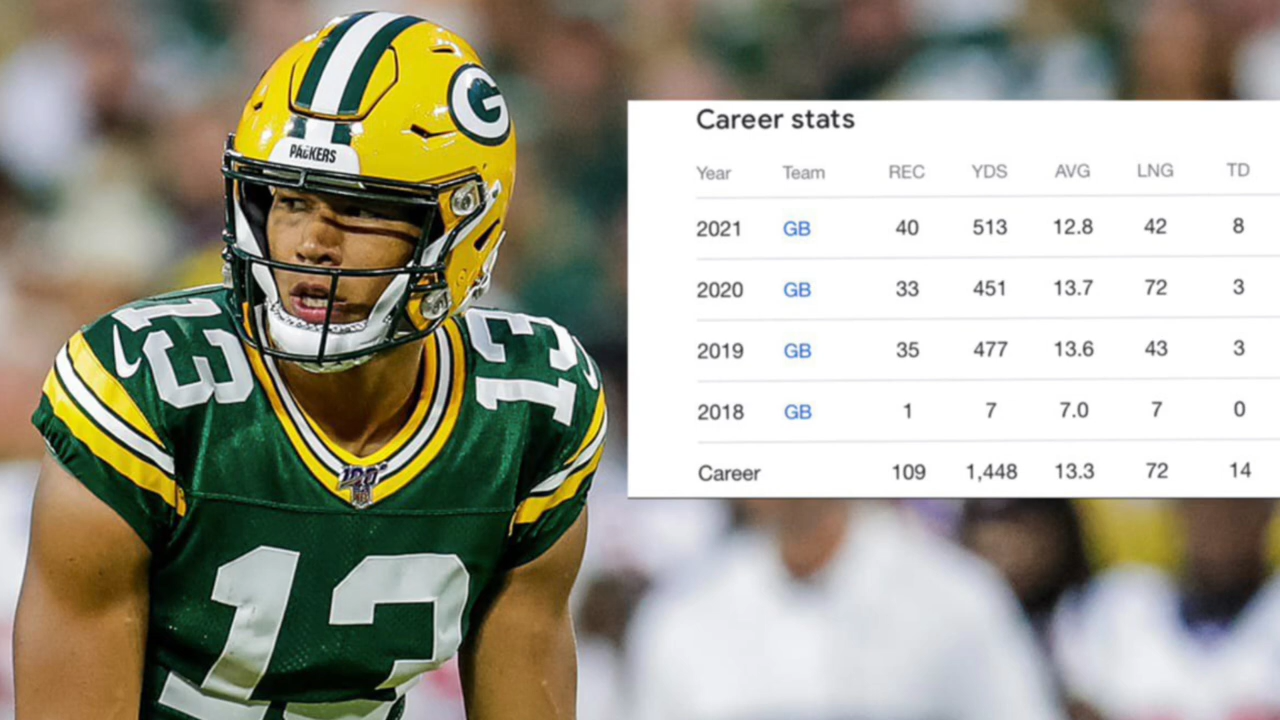 G
PACKERS
13
13
100
13
Career stats
Year Team REC YDS AVG LNG TD
2021 GB 40 513 12.8 42 8
2020 GB 33 451 13.7 72 3
2019 GB 35 477 13.6 43 3
2018 GB 1 7 7.0 7 0
Career 109 1,448 13.3 72 14